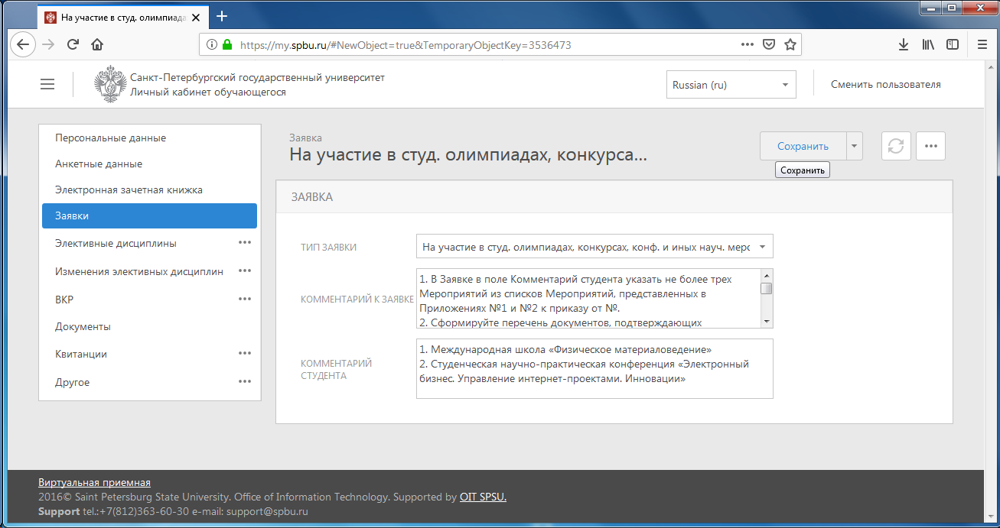 На участие в студ. олимпиада
https://my.spbu.ru/#NewObject=true&TemporaryObjectKey=3536473
Санкт-Петербургский государственный университет
Личный кабинет обучающегося
Russian (ru)
Сменить пользователя
Персональные данные
Анкетные данные
Электронная зачетная книжка
Заявки
Элективные дисциплины
Изменения элективных дисциплин
ВКР
Документы
Квитанции
Другое
Заявка
На участие в студ. олимпиадах, конкурса...
Сохранить
Сохранить
ЗАЯВКА
ТИП ЗАЯВКИ
На участие в студ. олимпиадах, конкурсах, конф. и иных науч. мерс
КОММЕНТАРИЙ К ЗАЯВКЕ
1. В Заявке в поле Комментарий студента указать не более трех
Мероприятий из списков Мероприятий, представленных в
Приложениях №1 и №2 к приказу от №.
2. Сформируйте перечень документов, подтверждающих
КОММЕНТАРИЙ
СТУДЕНТА
1. Международная школа «Физическое материаловедение»
2. Студенческая научно-практическая конференция «Электронный
бизнес. Управление интернет-проектами. Инновации»
Виртуальная приемная
2016© Saint Petersburg State University. Office of Information Technology. Supported by OIT SPSU.
Support tel.:+7(812)363-60-30 e-mail: support@spbu.ru